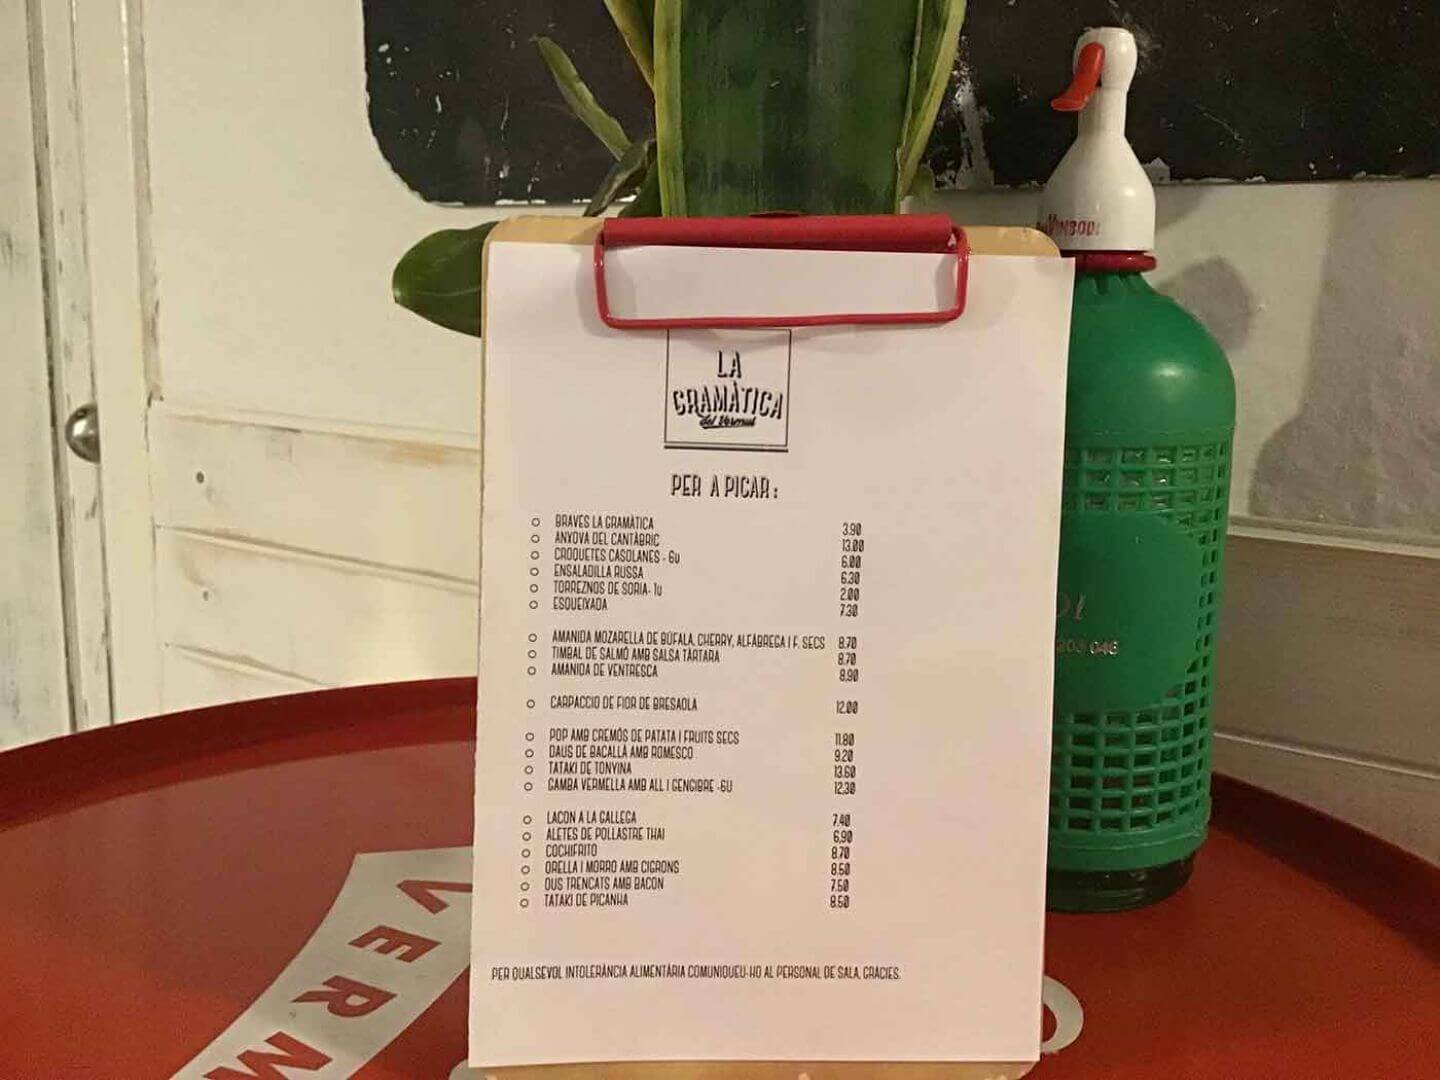 LA
GRAMÀTICA
del Vermut
PER A PICAR:
BRAVES LA GRAMÀTICA 3.90
ANXOVA DEL CANTÀBRIC 13.00
CROQUETES CASOLANES - 6U 6.00
ENSALADILLA RUSSA 6.30
TORREZNOS DE SORIA- 1U 2.00
ESQUEIXADA 7.30
AMANIDA MOZARELLA DE BÚFALA, CHERRY, ALFÀBREGA I F. SECS 8.70
TIMBAL DE SALMÓ AMB SALSA TÀRTARA 8.70
AMANIDA DE VENTRESCA 8.90
CARPACCIO DE FIOR DE BRESAOLA 12.00
POP AMB CREMÓS DE PATATA I FRUITS SECS 11.80
DAUS DE BACALLÀ AMB ROMESCO 9.20
TATAKI DE TONYINA 13.60
GAMBA VERMELLA AMB ALL I GENGIBRE -6U 12.30
LACON A LA GALLEGA 7.40
ALETES DE POLLASTRE THAI 6.90
COCHIFRITO 8.70
ORELLA I MORRO AMB CIGRONS 8.50
OUS TRENCATS AMB BACON 7.50
TATAKI DE PICANHA 8.50
PER QUALSEVOL INTOLERÀNCIA ALIMENTÀRIA COMUNIQUEU-HO AL PERSONAL DE SALA, GRÀCIES.
VINBODI
203 046
VERM